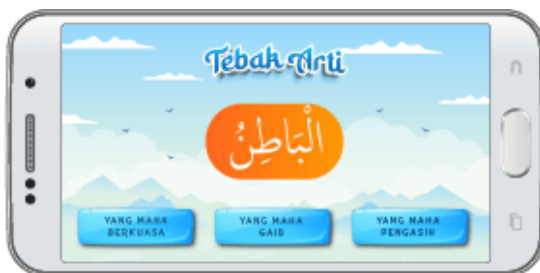 Tebak Arti
الْبَاطِنُ
YANG MAHA
BERKUASA
YANG MAHA
GAIB
YANG MAHA
PENGASIH